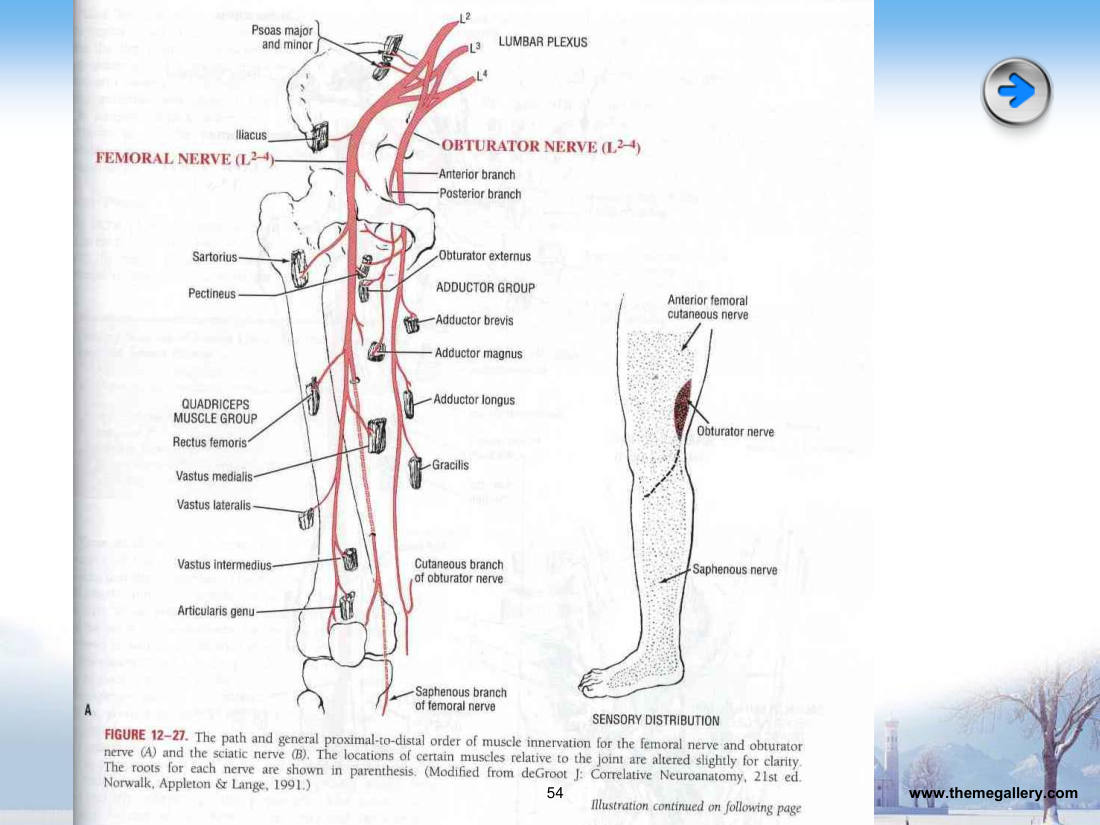 Psoas major
and minor
L2
L3
LUMBAR PLEXUS
L4
Iliacus
FEMORAL NERVE (L2–4)
OBTURATOR NERVE (L2–4)
Anterior branch
Posterior branch
Sartorius
Obturator externus
Pectineus
ADDUCTOR GROUP
Adductor brevis
Adductor magnus
QUADRICEPS
MUSCLE GROUP
Adductor longus
Rectus femoris
Gracilis
Vastus medialis
Vastus lateralis
Vastus intermedius
Cutaneous branch
of obturator nerve
Articularis genu
Saphenous branch
of femoral nerve
Anterior femoral
cutaneous nerve
Obturator nerve
Saphenous nerve
SENSORY DISTRIBUTION
A
FIGURE 12–27. The path and general proximal-to-distal order of muscle innervation for the femoral nerve and obturator
nerve (A) and the sciatic nerve (B). The locations of certain muscles relative to the joint are altered slightly for clarity.
The roots for each nerve are shown in parenthesis. (Modified from deGroot J: Correlative Neuroanatomy, 21st ed.
Norwalk, Appleton & Lange, 1991.)
54
Illustration continued on following page
www.themegallery.com